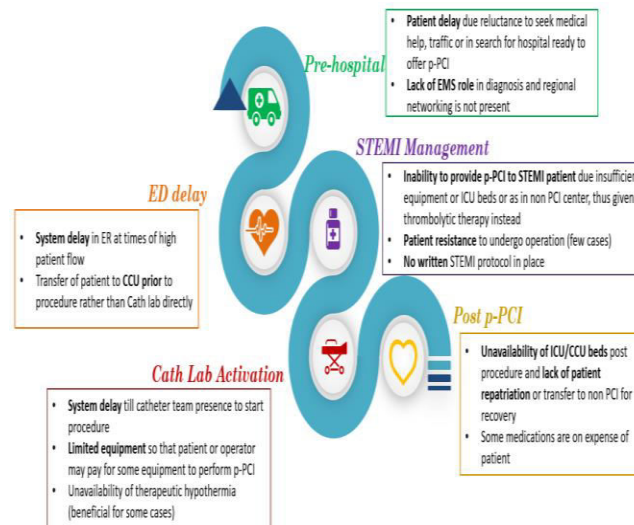 Pre-hospital
• Patient delay due reluctance to seek medical
help, traffic or in search for hospital ready to
offer p-PCI
• Lack of EMS role in diagnosis and regional
networking is not present
STEMI Management
• Inability to provide p-PCI to STEMI patient due insufficien
equipment or ICU beds or as in non PCI center, thus given
thrombolytic therapy instead
• Patient resistance to undergo operation (few cases)
• No written STEMI protocol in place
ED delay
• System delay in ER at times of high
patient flow
• Transfer of patient to CCU prior to
procedure rather than Cath lab directly
Cath Lab Activation
• System delay till catheter team presence to start
procedure
• Limited equipment so that patient or operator
may pay for some equipment to perform p-PCI
• Unavailability of therapeutic hypothermia
(beneficial for some cases)
Post p-PCI
• Unavailability of ICU/CCU beds post
procedure and lack of patient
repatriation or transfer to non PCI for
recovery
• Some medications are on expense of
patient